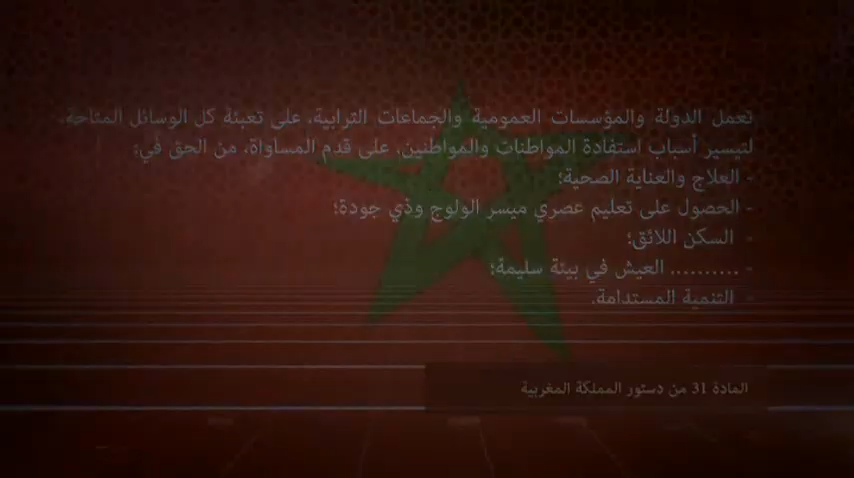 تعمل الدولة والمؤسسات العمومية والجماعات الترابية، على تعبئة كل الوسائل المتاحة،
لتيسير أسباب استفادة المواطنات والمواطنين، على قدم المساواة، من الحق في:
- العلاج والعناية الصحية؛
- الحصول على تعليم عصري ميسر الولوج وذي جودة؛
- السكن اللائق؛
- .......... العيش في بيئة سليمة؛
- التنمية المستدامة.
المادة 31 من دستور المملكة المغربية